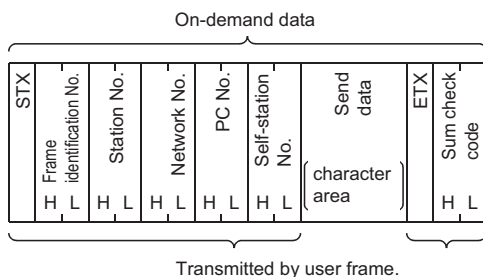 On-demand data
STX
Frame
identification No.
H L
Station No.
H L
Network No.
H L
PC No.
H L
Self-station
No.
H L
Send
data
(character
area)
ETX
Sum check
code
H L
Transmitted by user frame.